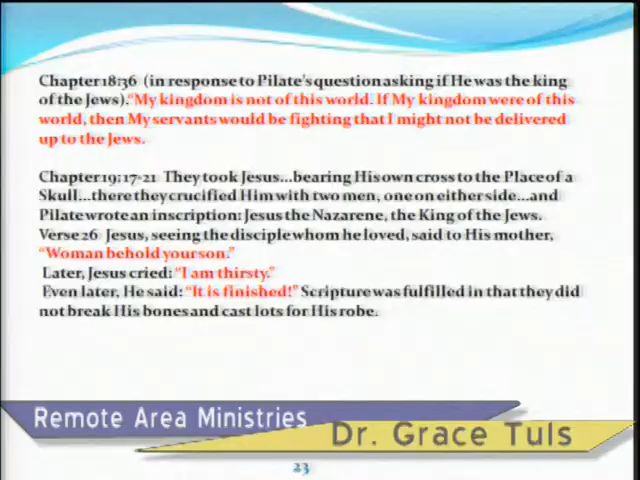 Chapter 18:36 (in response to Pilate's question asking if He was the king
of the Jews)."My kingdom is not of this world. If My kingdom were of this
world, then My servants would be fighting that I might not be delivered
up to the Jews.
Chapter 19: 17-21 They took Jesus...bearing His own cross to the Place of a
Skull...there they crucified Him with two men, one on either side...and
Pilate wrote an inscription: Jesus the Nazarene, the King of the Jews.
Verse 26 Jesus, seeing the disciple whom he loved, said to His mother,
"Woman behold your son."
Later, Jesus cried: "I am thirsty."
Even later, He said: "It is finished!" Scripture was fulfilled in that they did
not break His bones and cast lots for His robe.
Remote Area Ministries
Dr. Grace Tuls
23